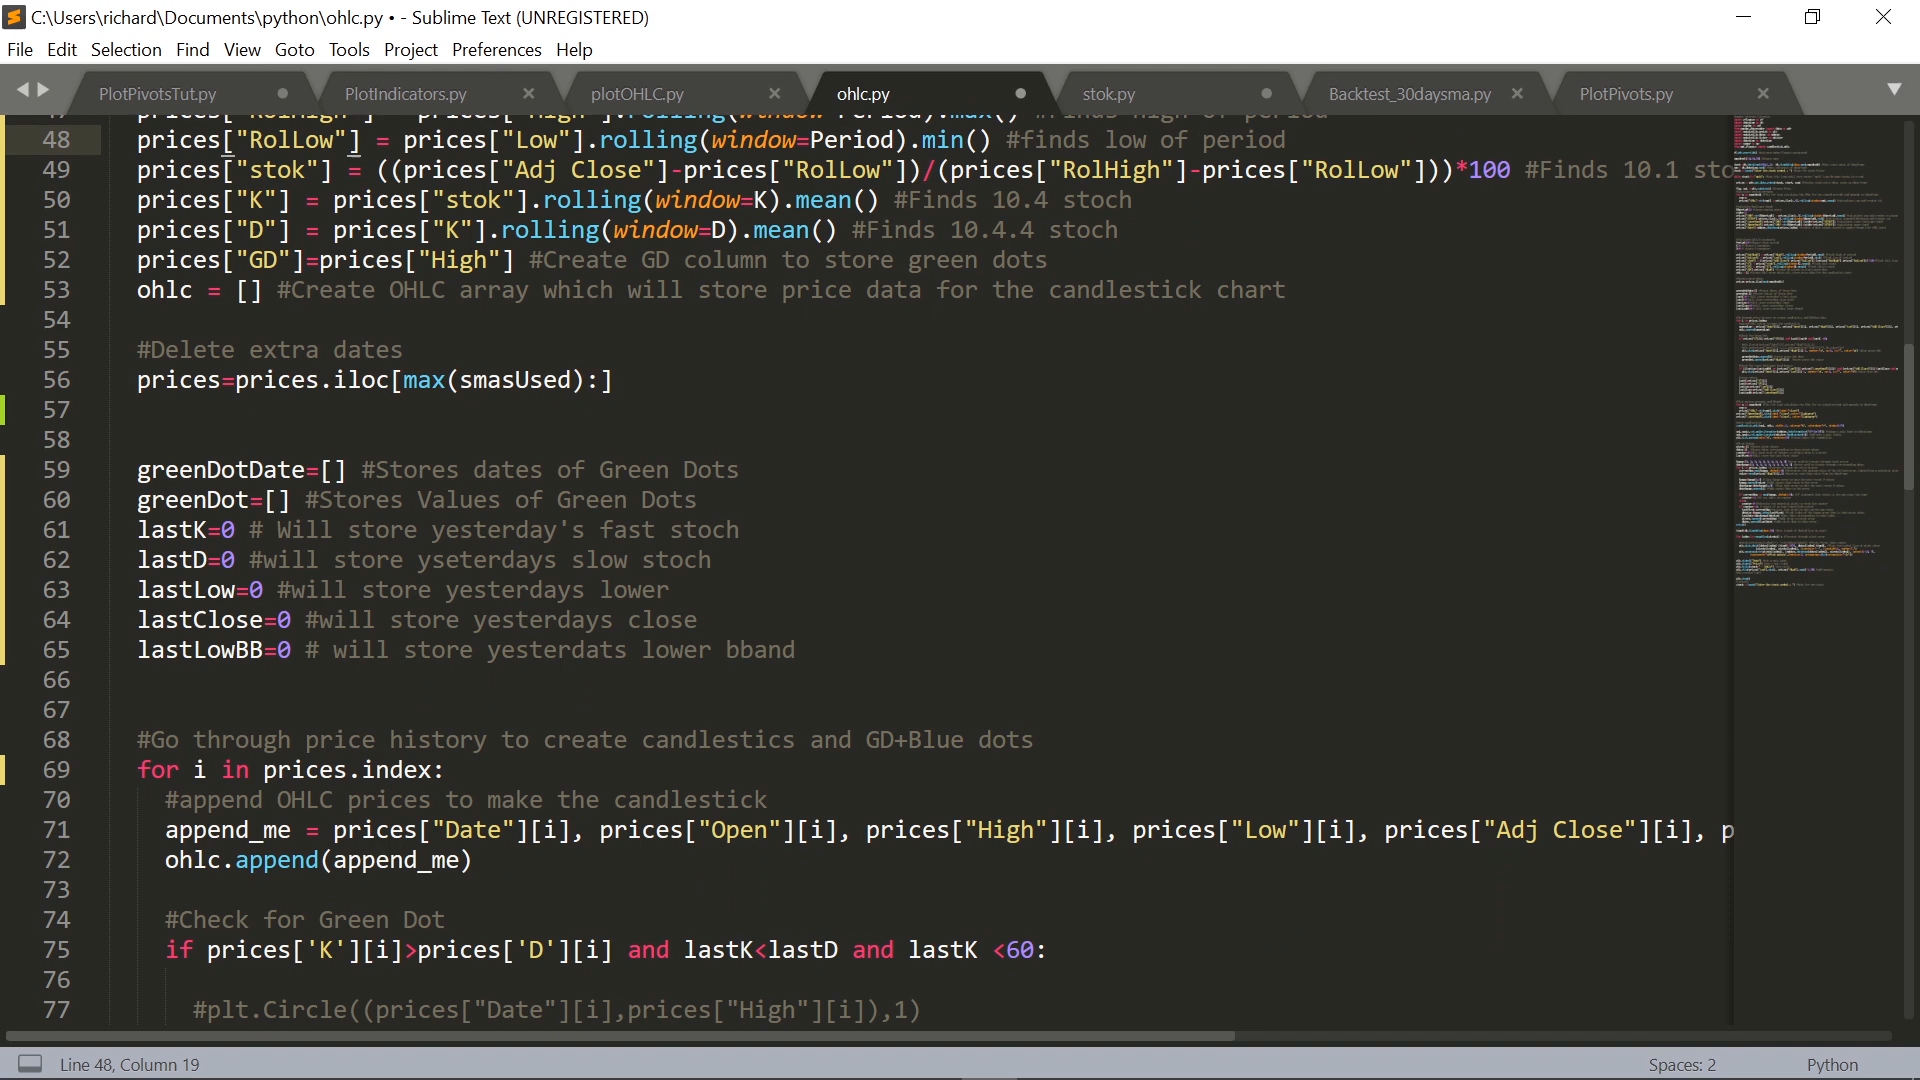 C:\Users\richard\Documents\python\ohlc.py • - Sublime Text (UNREGISTERED)
File Edit Selection Find View Goto Tools Project Preferences Help
PlotPivotsTut.py PlotIndicators.py plotOHLC.py ohlc.py stok.py Backtest_30daysma.py PlotPivots.py
48 prices["RolLow"] = prices["Low"].rolling(window=Period).min() #finds low of period
49 prices["stok"] = ((prices["Adj Close"]-prices["RolLow"])/(prices["RolHigh"]-prices["RolLow"]))*100 #Finds 10.1 sto
50 prices["K"] = prices["stok"].rolling(window=K).mean() #Finds 10.4 stoch
51 prices["D"] = prices["K"].rolling(window=D).mean() #Finds 10.4.4 stoch
52 prices["GD"]=prices["High"] #Create GD column to store green dots
53 ohlc = [] #Create OHLC array which will store price data for the candlestick chart
54
55 #Delete extra dates
56 prices=prices.iloc[max(smasUsed):]
57
58
59 greenDotDate=[] #Stores dates of Green Dots
60 greenDot=[] #Stores Values of Green Dots
61 lastK=0 # Will store yesterday's fast stoch
62 lastD=0 #will store yseterdays slow stoch
63 lastLow=0 #will store yesterdays lower
64 lastClose=0 #will store yesterdays close
65 lastLowBB=0 # will store yesterdats lower bband
66
67
68 #Go through price history to create candlestics and GD+Blue dots
69 for i in prices.index:
70 #append OHLC prices to make the candlestick
71 append_me = prices["Date"][i], prices["Open"][i], prices["High"][i], prices["Low"][i], prices["Adj Close"][i], p
72 ohlc.append(append_me)
73
74 #Check for Green Dot
75 if prices['K'][i]>prices['D'][i] and lastK<lastD and lastK <60:
76
77 #plt.Circle((prices["Date"][i],prices["High"][i]),1)
Line 48, Column 19 Spaces: 2 Python